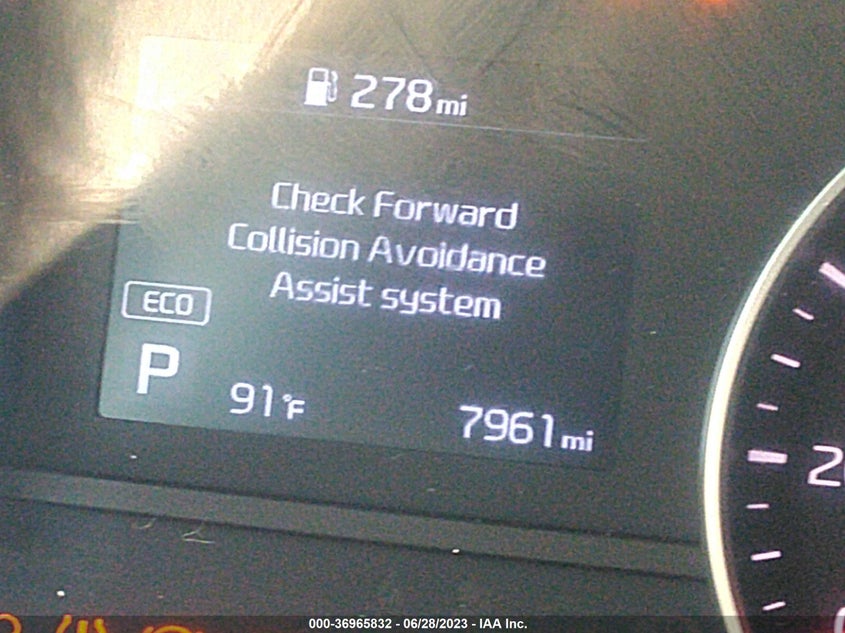 278mi
Check Forward
Collision Avoidance
Assist system
ECO
P
91°F
7961mi
000-36965832 - 06/28/2023 - IAA Inc.